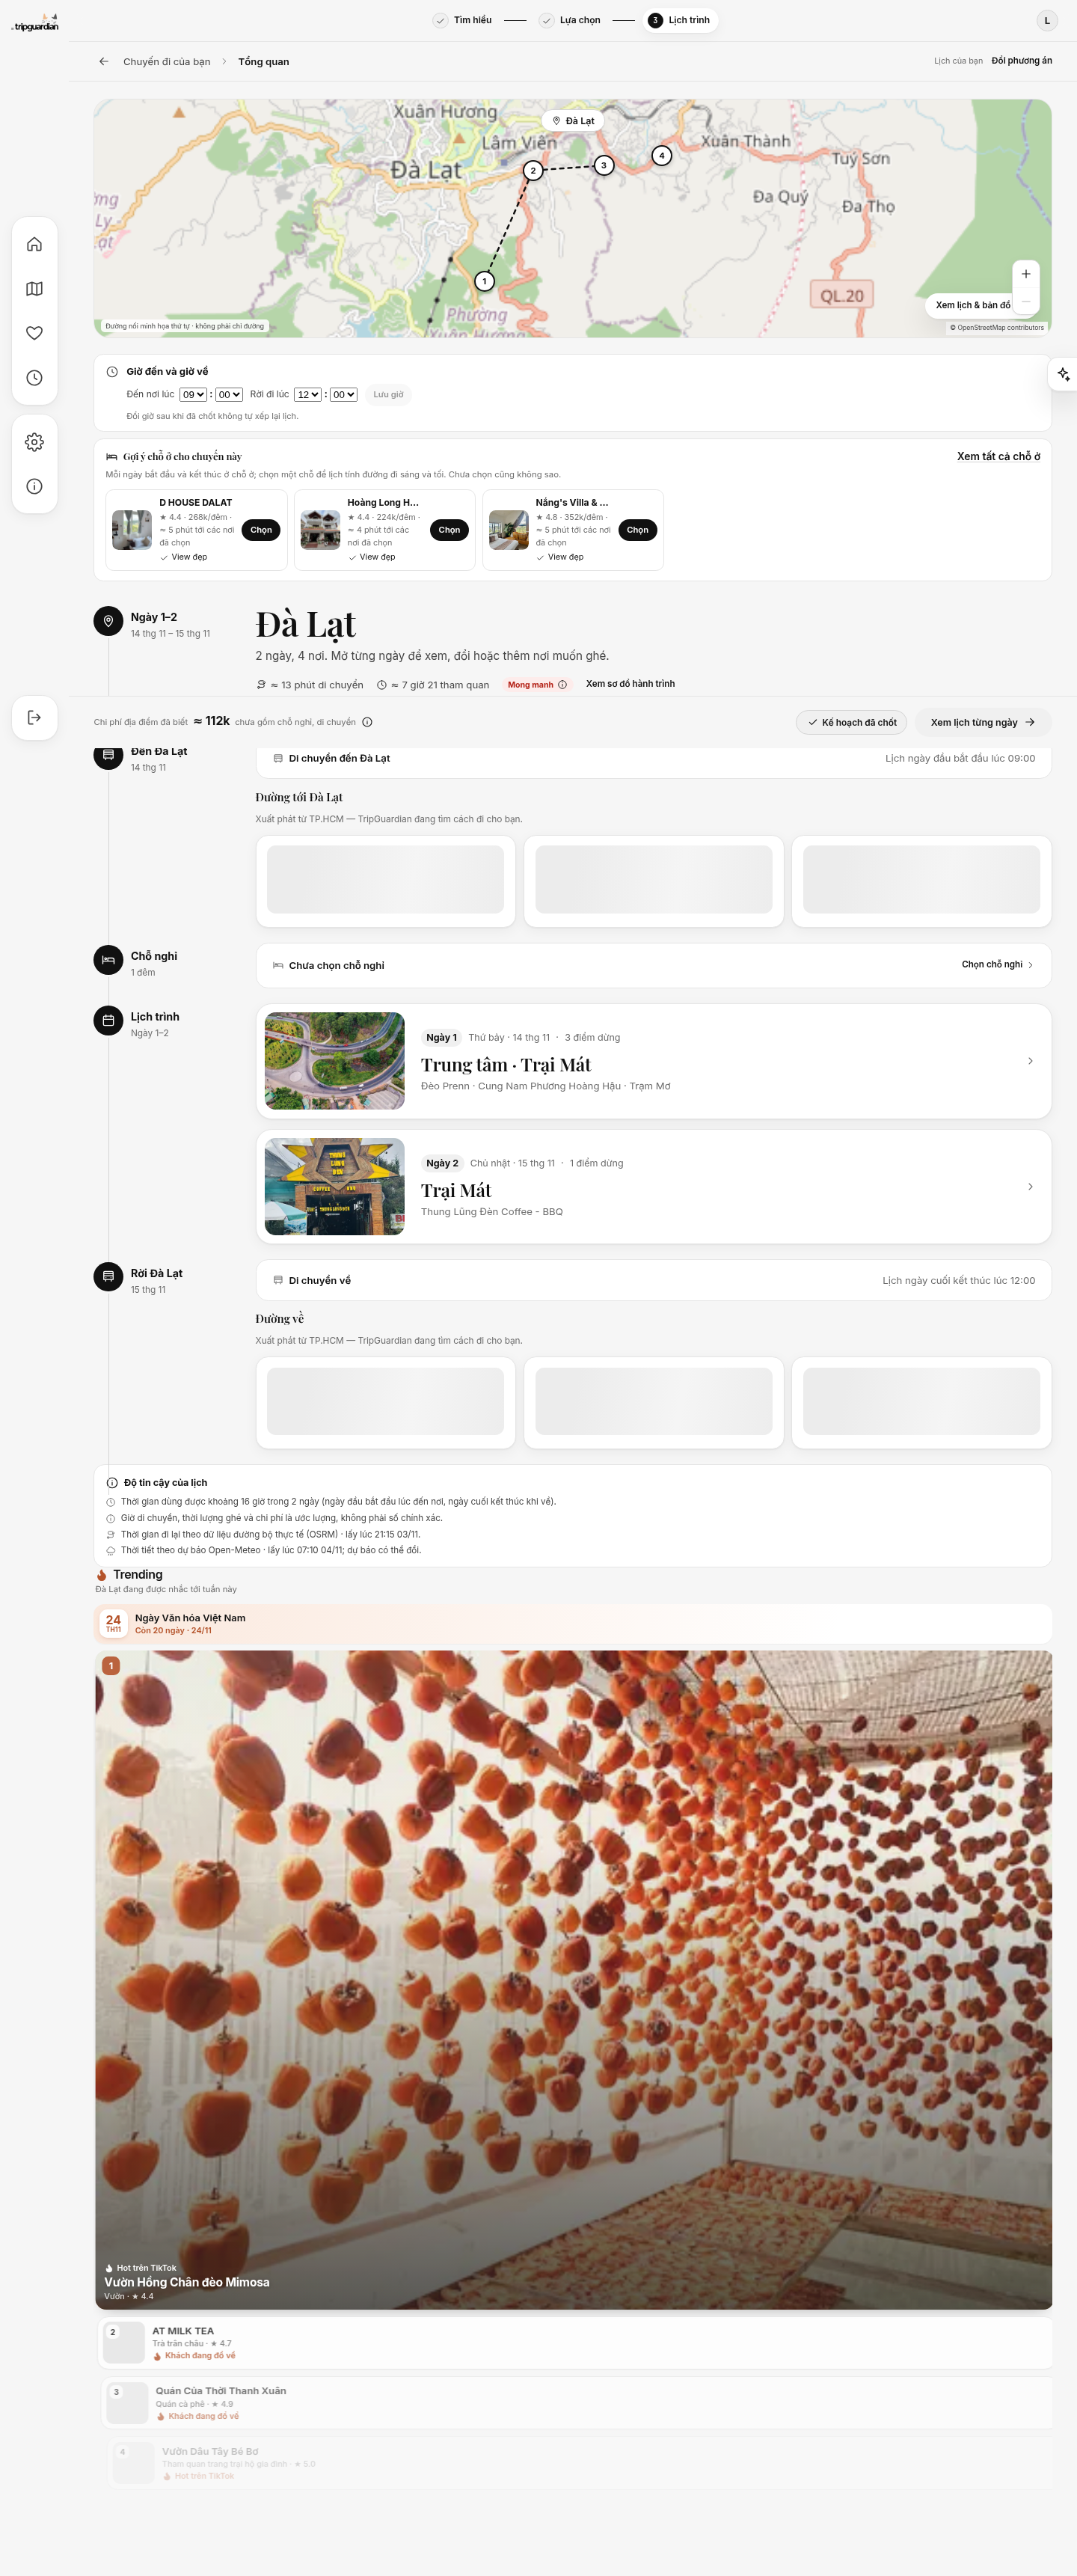 tripguardian
Tìm hiểu
Lựa chọn
3 Lịch trình
L
Chuyến đi của bạn
Tổng quan
Lịch của bạn Đổi phương án
Xuân Hương
Đà Lạt
Lâm Viên
Xuân Thành
Tuý Sơn
Đà Lạt
Đa Quý
Đa Thọ
1
2
3
4
QL.20
Phường
Hoàng
Xem lịch & bản đồ
+
−
Đường nối minh họa thứ tự · không phải chỉ đường
© OpenStreetMap contributors
Giờ đến và giờ về
Đến nơi lúc 09 : 00 Rời đi lúc 12 : 00 Lưu giờ
Đổi giờ sau khi đã chốt không tự xếp lại lịch.
Gợi ý chỗ ở cho chuyến này
Xem tất cả chỗ ở
Mỗi ngày bắt đầu và kết thúc ở chỗ ở; chọn một chỗ để lịch tính đường đi sáng và tối. Chưa chọn cũng không sao.
D HOUSE DALAT
★ 4.4 · 268k/đêm ·
≈ 5 phút tới các nơi
đã chọn
View đẹp
Chọn
Hoàng Long H...
★ 4.4 · 224k/đêm ·
≈ 4 phút tới các
nơi đã chọn
View đẹp
Chọn
Nắng's Villa & ...
★ 4.8 · 352k/đêm ·
≈ 5 phút tới các nơi
đã chọn
View đẹp
Chọn
Ngày 1–2
14 thg 11 – 15 thg 11
Đà Lạt
2 ngày, 4 nơi. Mở từng ngày để xem, đổi hoặc thêm nơi muốn ghé.
≈ 13 phút di chuyển ≈ 7 giờ 21 tham quan Mong manh Xem sơ đồ hành trình
Chi phí địa điểm đã biết ≈ 112k chưa gồm chỗ nghỉ, di chuyển
Kế hoạch đã chốt
Xem lịch từng ngày
Đến Đà Lạt
14 thg 11
Di chuyển đến Đà Lạt
Lịch ngày đầu bắt đầu lúc 09:00
Đường tới Đà Lạt
Xuất phát từ TP.HCM — TripGuardian đang tìm cách đi cho bạn.
Chỗ nghỉ
1 đêm
Chưa chọn chỗ nghỉ
Chọn chỗ nghỉ
Lịch trình
Ngày 1–2
Ngày 1 Thứ bảy · 14 thg 11 · 3 điểm dừng
Trung tâm · Trại Mát
Đèo Prenn · Cung Nam Phương Hoàng Hậu · Trạm Mơ
THUNG
LŨNG
ĐÈN
Ngày 2 Chủ nhật · 15 thg 11 · 1 điểm dừng
Trại Mát
Thung Lũng Đèn Coffee - BBQ
Rời Đà Lạt
15 thg 11
Di chuyển về
Lịch ngày cuối kết thúc lúc 12:00
Đường về
Xuất phát từ TP.HCM — TripGuardian đang tìm cách đi cho bạn.
Độ tin cậy của lịch
Thời gian dùng được khoảng 16 giờ trong 2 ngày (ngày đầu bắt đầu lúc đến nơi, ngày cuối kết thúc khi về).
Giờ di chuyển, thời lượng ghé và chi phí là ước lượng, không phải số chính xác.
Thời gian đi lại theo dữ liệu đường bộ thực tế (OSRM) · lấy lúc 21:15 03/11.
Thời tiết theo dự báo Open-Meteo · lấy lúc 07:10 04/11; dự báo có thể đổi.
Trending
Đà Lạt đang được nhắc tới tuần này
24
TH11
Ngày Văn hóa Việt Nam
Còn 20 ngày · 24/11
1
Hot trên TikTok
Vườn Hồng Chân đèo Mimosa
Vườn · ★ 4.4
2
AT MILK TEA
Trà trân châu · ★ 4.7
Khách đang đổ về
3
Quán Của Thời Thanh Xuân
Quán cà phê · ★ 4.9
Khách đang đổ về
4
Vườn Dâu Tây Bé Bơ
Tham quan trang trại hộ gia đình · ★ 5.0
Hot trên TikTok